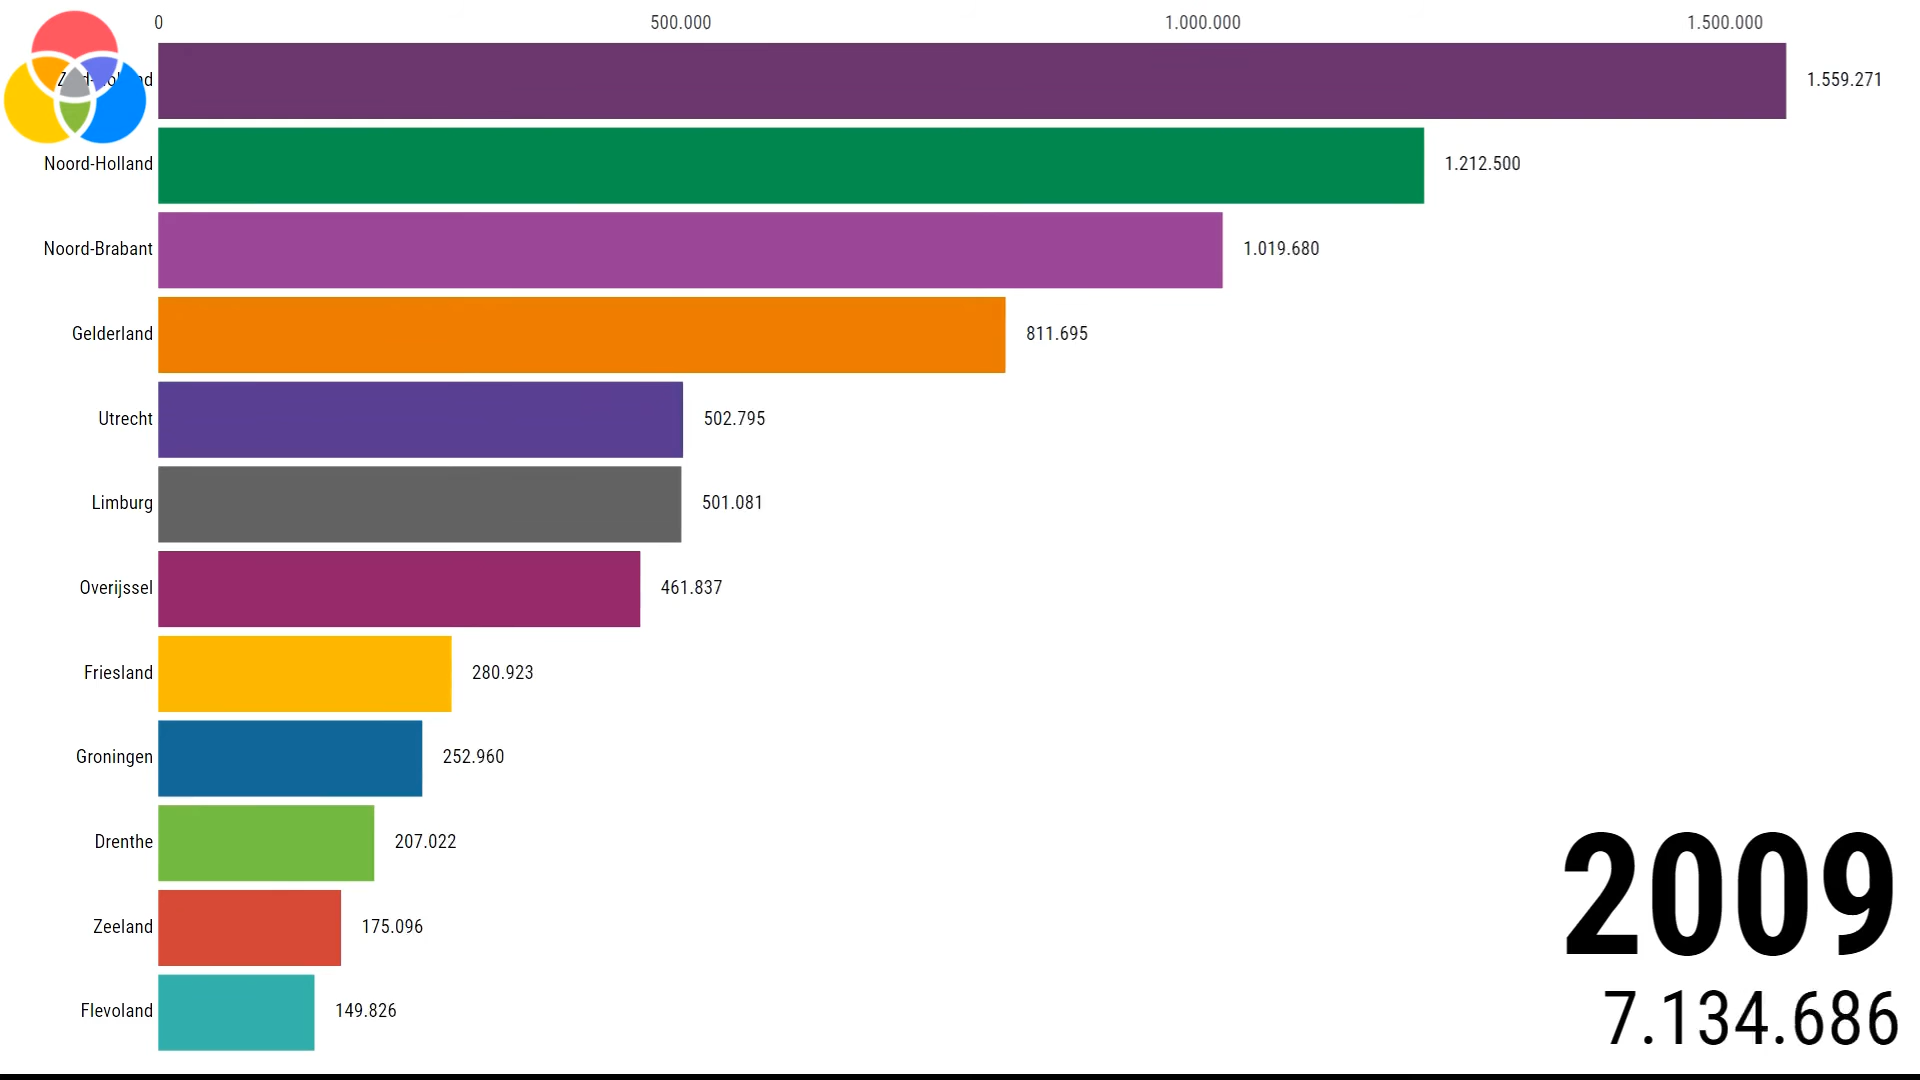 0 500.000 1.000.000 1.500.000
1.559.271
Noord-Holland 1.212.500
Noord-Brabant 1.019.680
Gelderland 811.695
Utrecht 502.795
Limburg 501.081
Overijssel 461.837
Friesland 280.923
Groningen 252.960
Drenthe 207.022
Zeeland 175.096
Flevoland 149.826
2009
7.134.686